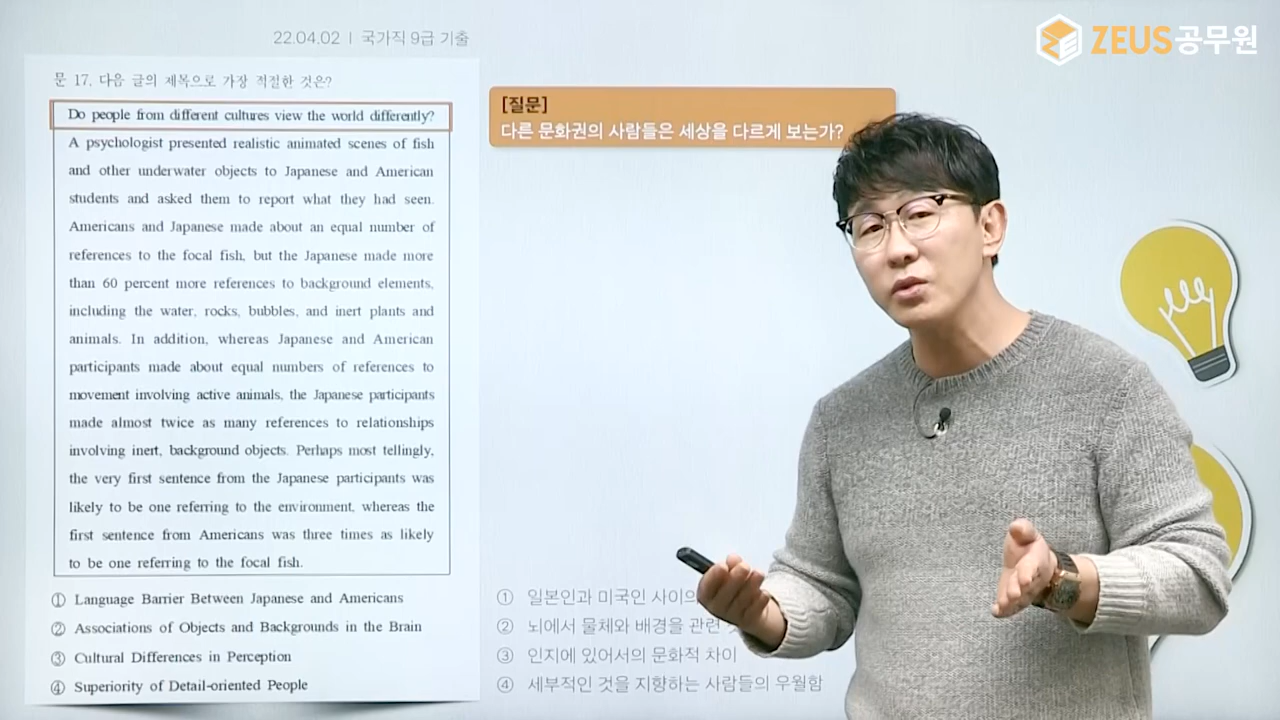 22.04.02 | 국가직 9급 기출
ZEUS공무원
문 17. 다음 글의 제목으로 가장 적절한 것은?
Do people from different cultures view the world differently?
A psychologist presented realistic animated scenes of fish
and other underwater objects to Japanese and American
students and asked them to report what they had seen.
Americans and Japanese made about an equal number of
references to the focal fish, but the Japanese made more
than 60 percent more references to background elements,
including the water, rocks, bubbles, and inert plants and
animals. In addition, whereas Japanese and American
participants made about equal numbers of references to
movement involving active animals, the Japanese participants
made almost twice as many references to relationships
involving inert, background objects. Perhaps most tellingly,
the very first sentence from the Japanese participants was
likely to be one referring to the environment, whereas the
first sentence from Americans was three times as likely
to be one referring to the focal fish.
① Language Barrier Between Japanese and Americans
② Associations of Objects and Backgrounds in the Brain
③ Cultural Differences in Perception
④ Superiority of Detail-oriented People
[질문]
다른 문화권의 사람들은 세상을 다르게 보는가?
① 일본인과 미국인 사이의
② 뇌에서 물체와 배경을 관련
③ 인지에 있어서의 문화적 차이
④ 세부적인 것을 지향하는 사람들의 우월함